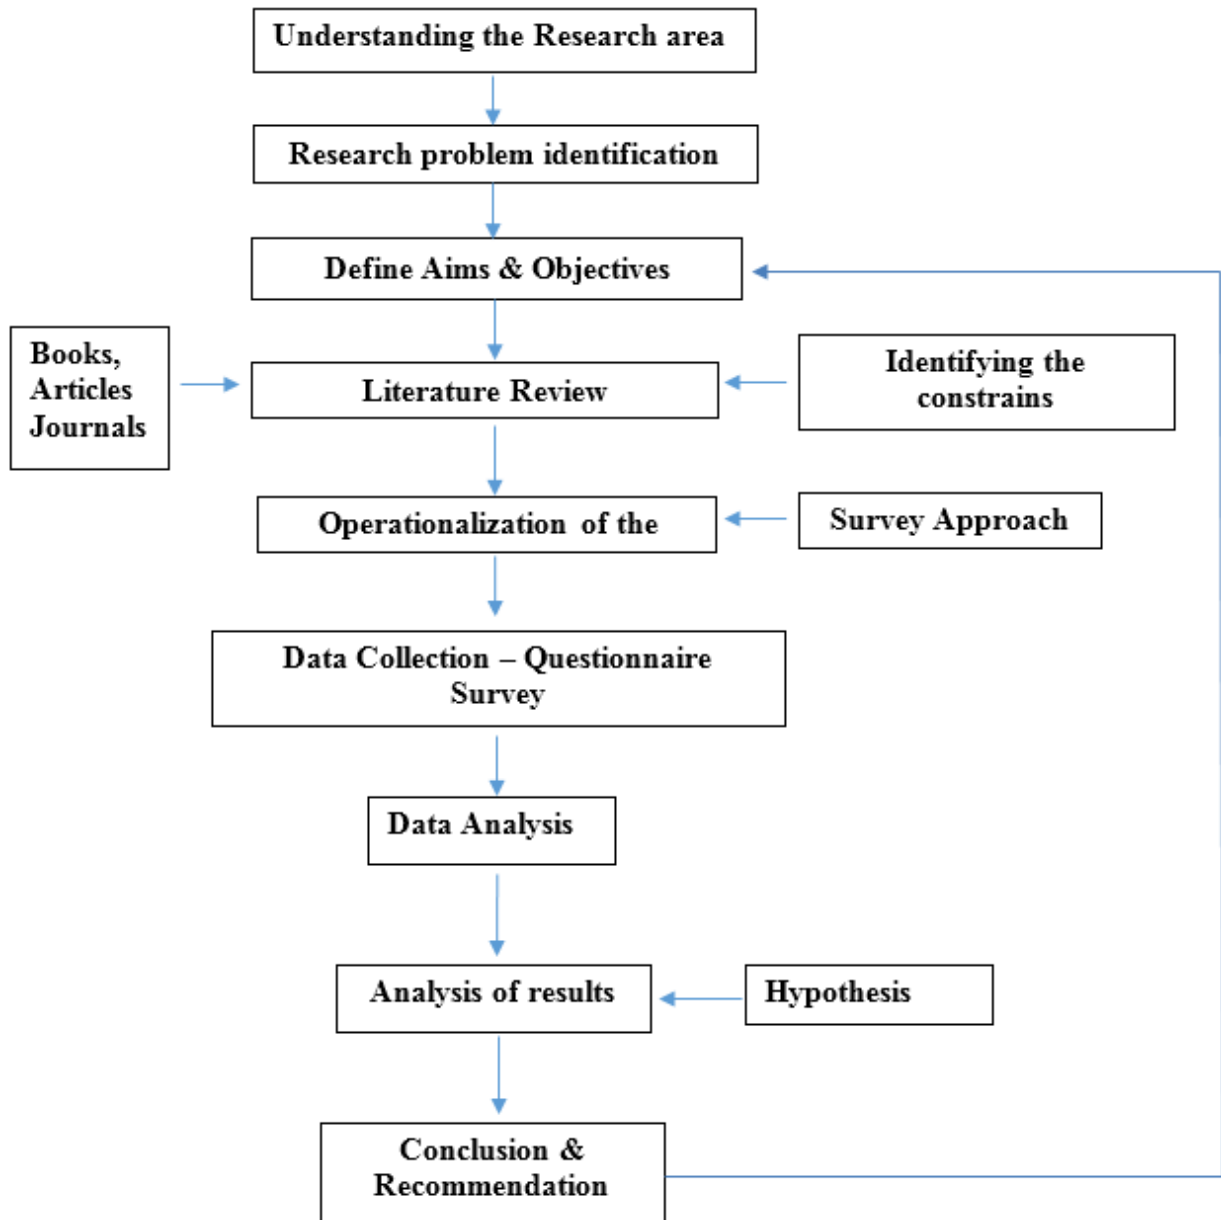 Understanding the Research area
Research problem identification
Define Aims & Objectives
Books,
Articles
Journals
Literature Review
Identifying the
constrains
Operationalization of the
Survey Approach
Data Collection – Questionnaire
Survey
Data Analysis
Analysis of results
Hypothesis
Conclusion &
Recommendation